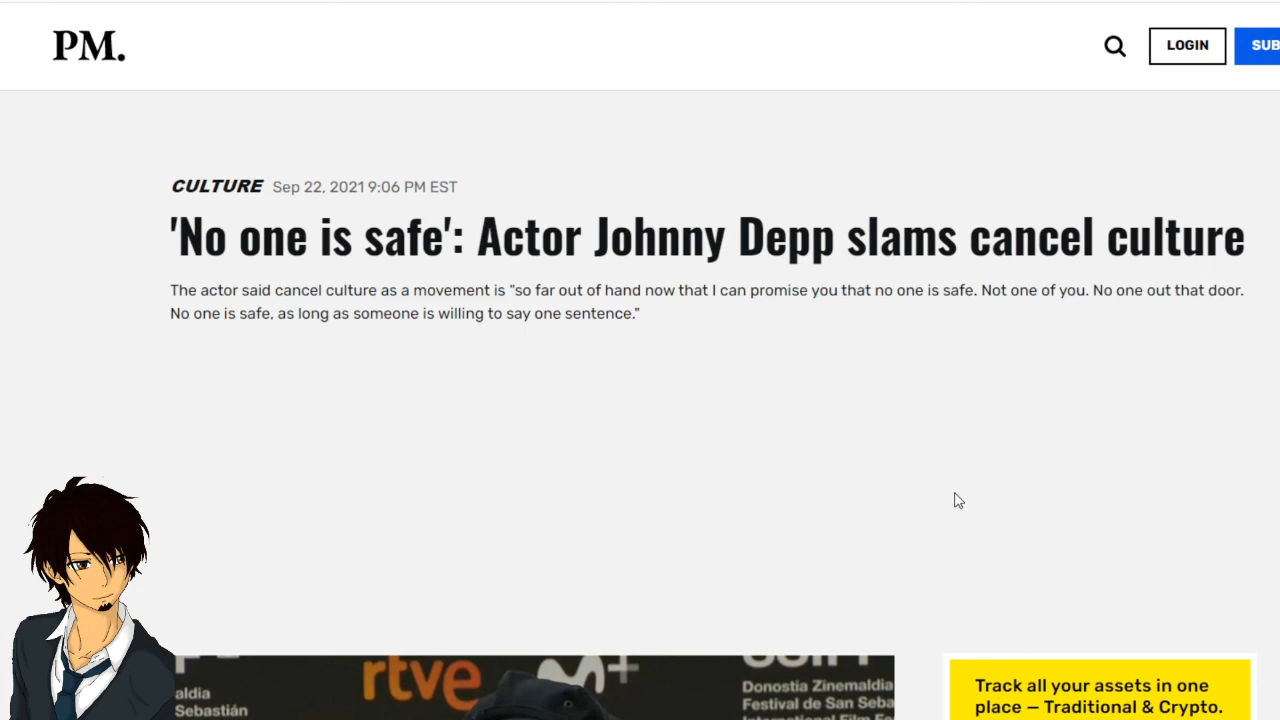 PM.
LOGIN
SUB
CULTURE Sep 22, 2021 9:06 PM EST
'No one is safe': Actor Johnny Depp slams cancel culture
The actor said cancel culture as a movement is "so far out of hand now that I can promise you that no one is safe. Not one of you. No one out that door.
No one is safe, as long as someone is willing to say one sentence."
aldia
Sebastián
rtve
Donostia Zinemaldia
Festival de San Seba
Track all your assets in one
place – Traditional & Crypto.